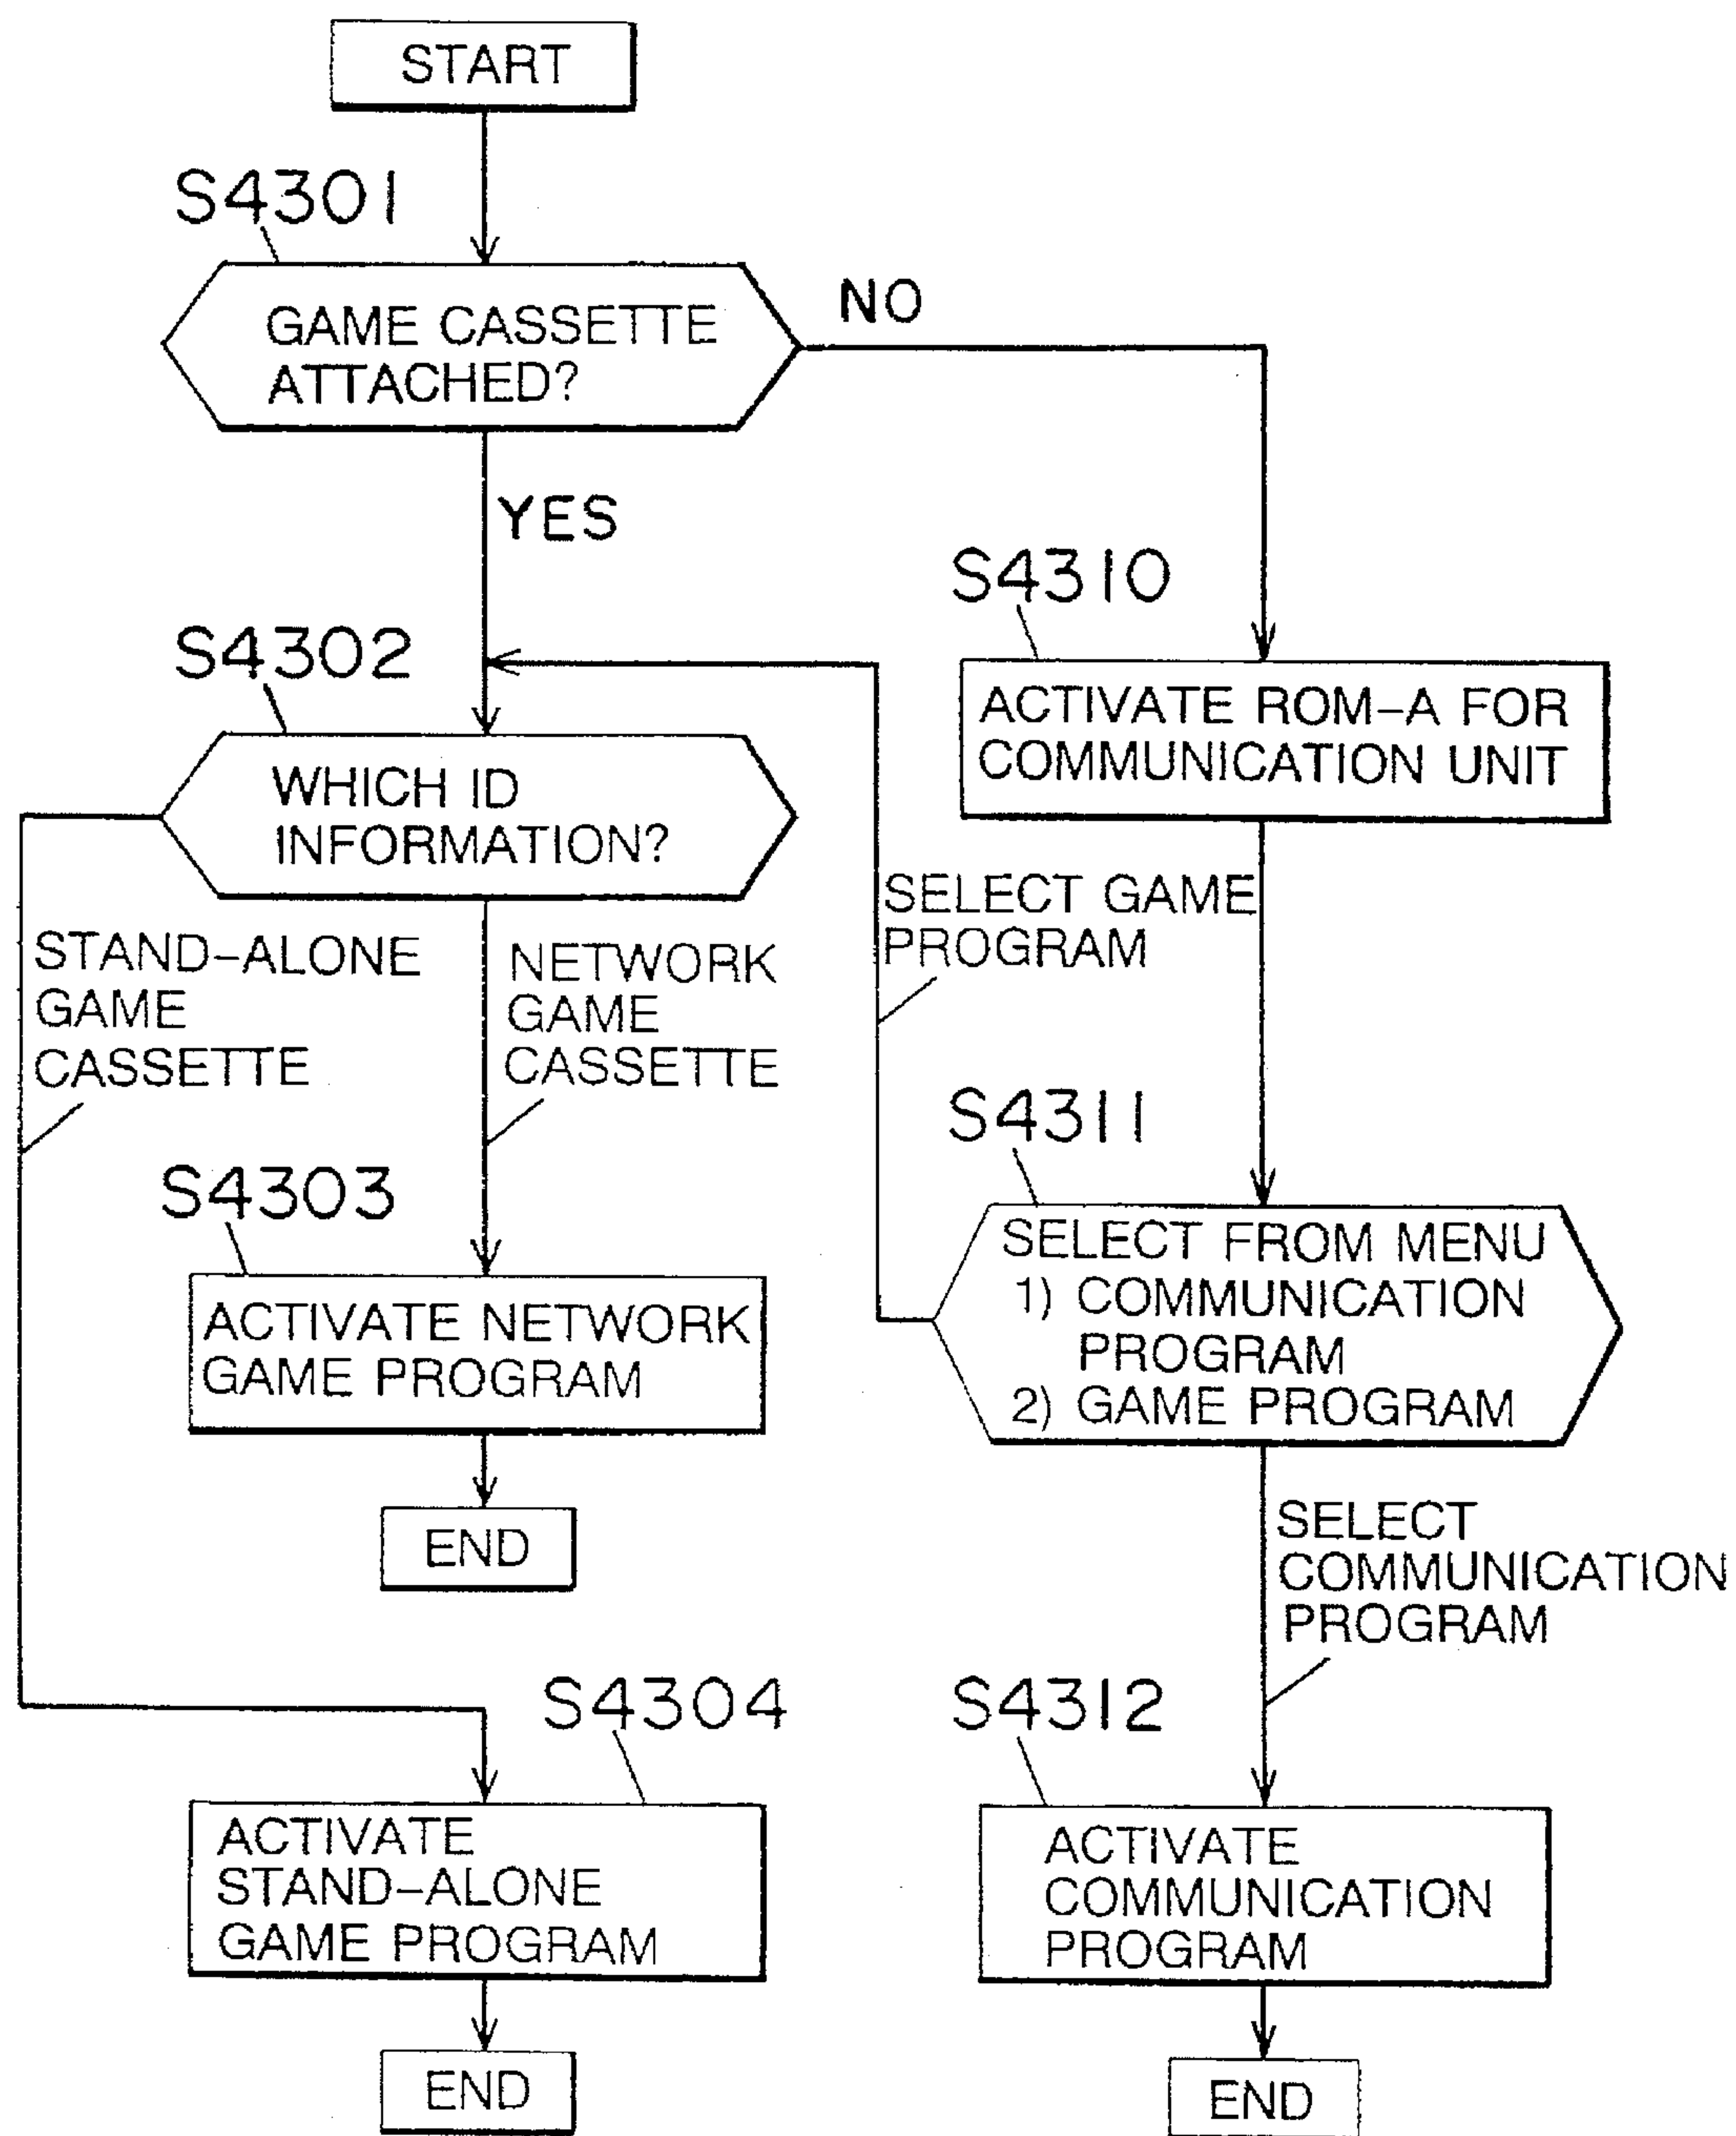 START
S4301
GAME CASSETTE
ATTACHED?
NO
YES
S4310
ACTIVATE ROM-A FOR
COMMUNICATION UNIT
S4302
WHICH ID
INFORMATION?
SELECT GAME
PROGRAM
STAND-ALONE
GAME
CASSETTE
NETWORK
GAME
CASSETTE
S4311
SELECT FROM MENU
1) COMMUNICATION
PROGRAM
2) GAME PROGRAM
S4303
ACTIVATE NETWORK
GAME PROGRAM
END
SELECT
COMMUNICATION
PROGRAM
S4304
ACTIVATE
STAND-ALONE
GAME PROGRAM
END
S4312
ACTIVATE
COMMUNICATION
PROGRAM
END